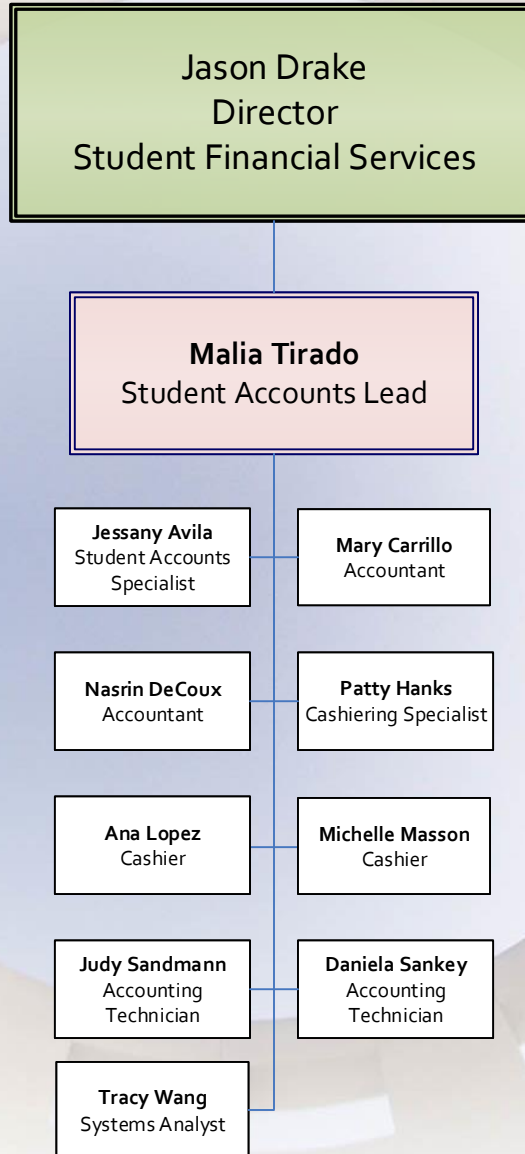 Jason Drake
Director
Student Financial Services
Malia Tirado
Student Accounts Lead
Jessany Avila
Student Accounts
Specialist
Mary Carrillo
Accountant
Nasrin DeCoux
Accountant
Patty Hanks
Cashiering Specialist
Ana Lopez
Cashier
Michelle Masson
Cashier
Judy Sandmann
Accounting
Technician
Daniela Sankey
Accounting
Technician
Tracy Wang
Systems Analyst